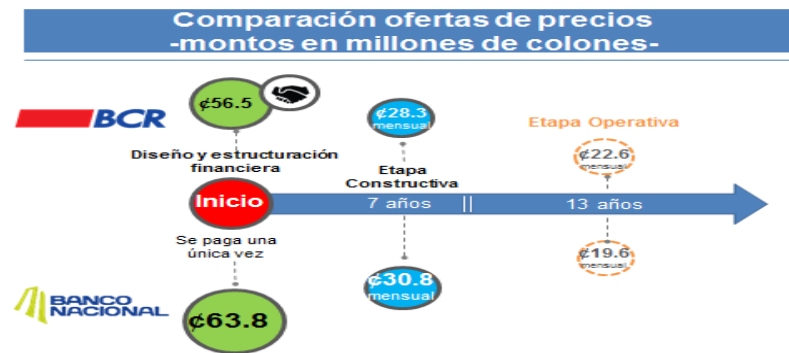 Comparación ofertas de precios
-montos en millones de colones-
¢56.5
BCR
¢28.3
mensual
Etapa Operativa
Diseño y estructuración
financiera
¢22.6
mensual
Etapa
Constructiva
Inicio
7 años
||
13 años
Se paga una
única vez
¢19.6
mensual
¢30.8
mensual
BANCO
NACIONAL
¢63.8